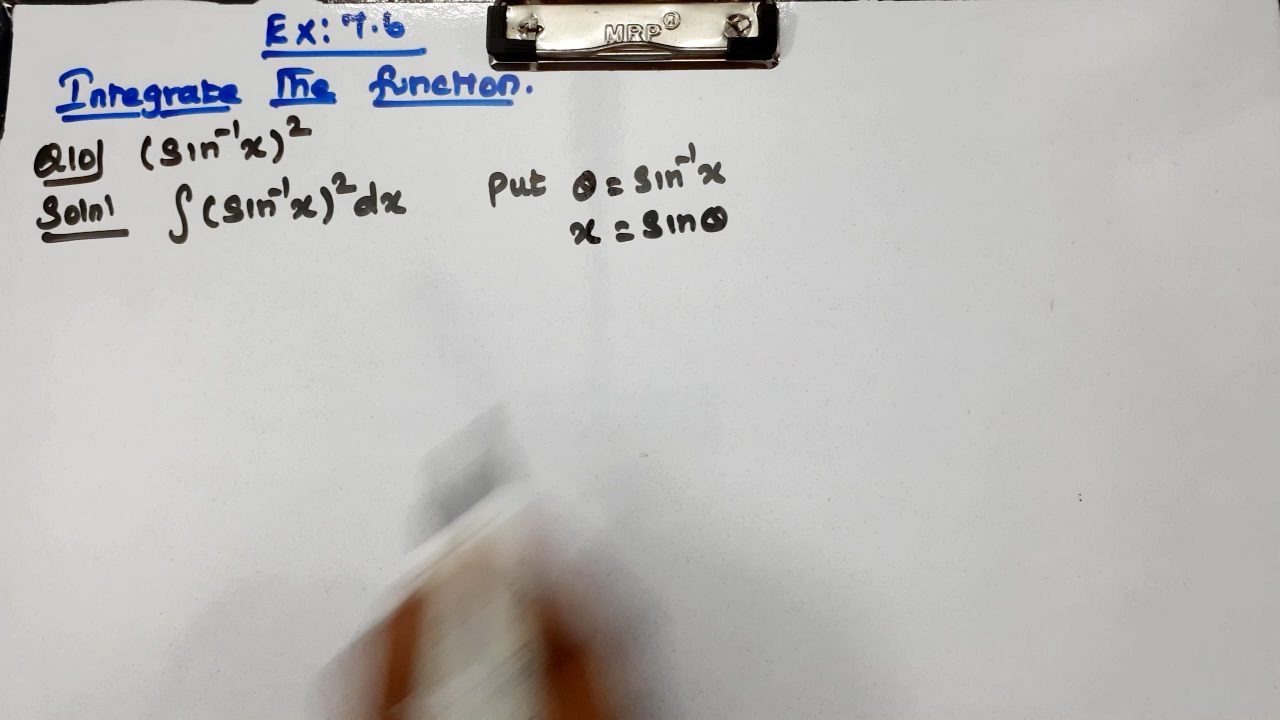 MRP®
Ex: 7.6
Integrate The function.
Q10) (sin⁻¹x)²
Soln! ∫(sin⁻¹x)²dx
Put θ = sin⁻¹x
x = sinθ